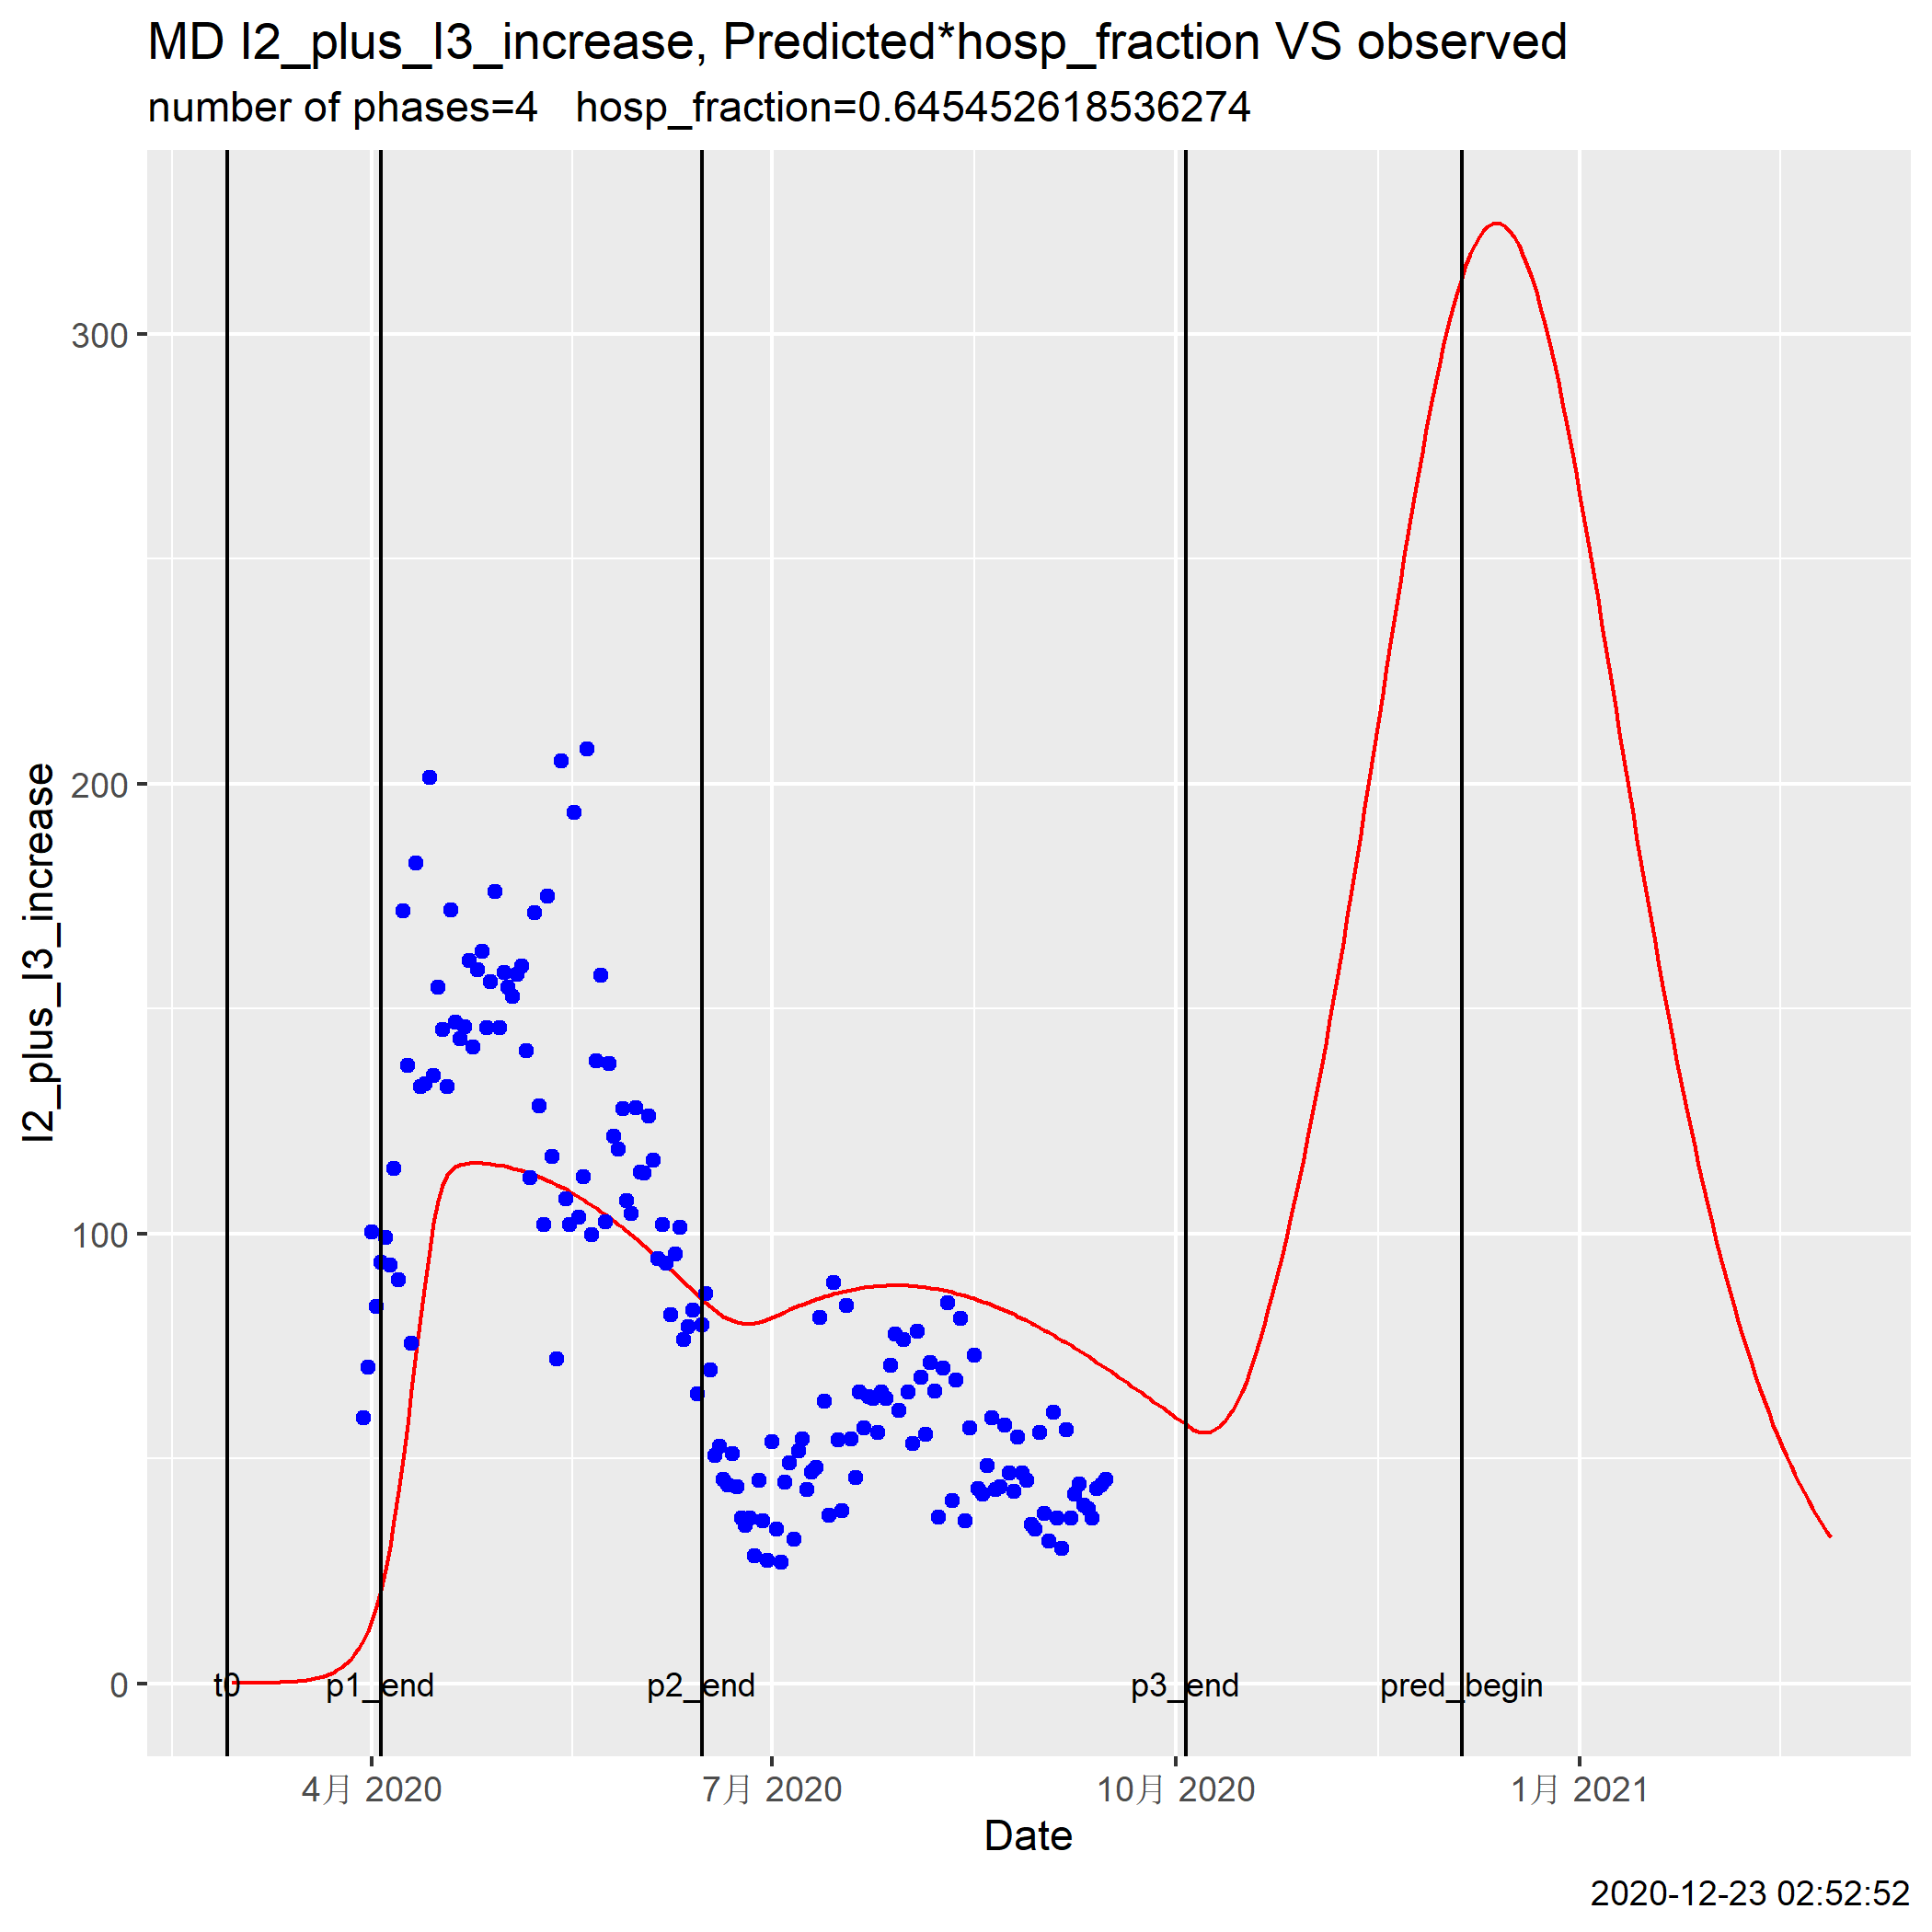 MD I2_plus_I3_increase, Predicted*hosp_fraction VS observed
number of phases=4   hosp_fraction=0.6454526185362​74
I2_plus_I3_increase
300
200
100
0
t0 p1_end p2_end p3_end pred_begin
4月 2020 7月 2020 10月 2020 1月 2021
Date
2020-12-23 02:52:52